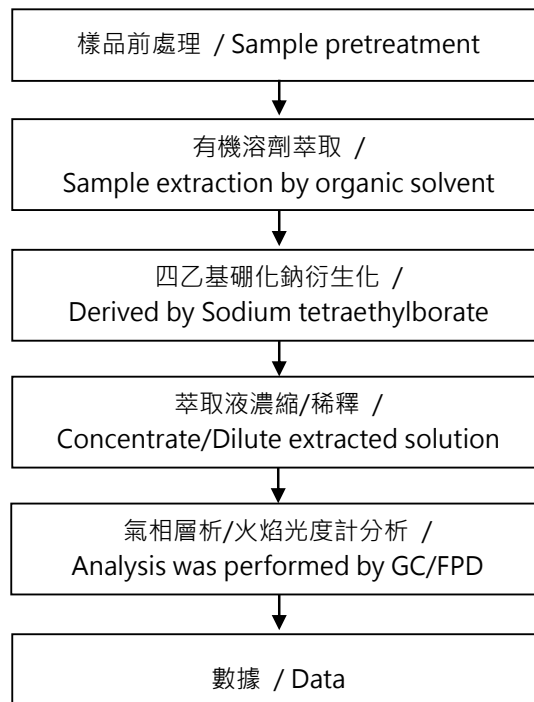 樣品前處理 / Sample pretreatment
有機溶劑萃取 /
Sample extraction by organic solvent
四乙基硼化鈉衍生化 /
Derived by Sodium tetraethylborate
萃取液濃縮/稀釋 /
Concentrate/Dilute extracted solution
氣相層析/火焰光度計分析 /
Analysis was performed by GC/FPD
數據 / Data